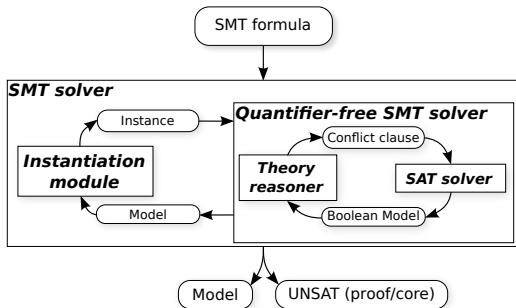 SMT formula
SMT solver
Instance
Quantifier-free SMT solver
Conflict clause
Instantiation
module
Theory
reasoner
SAT solver
Model
Boolean Model
Model
UNSAT (proof/core)